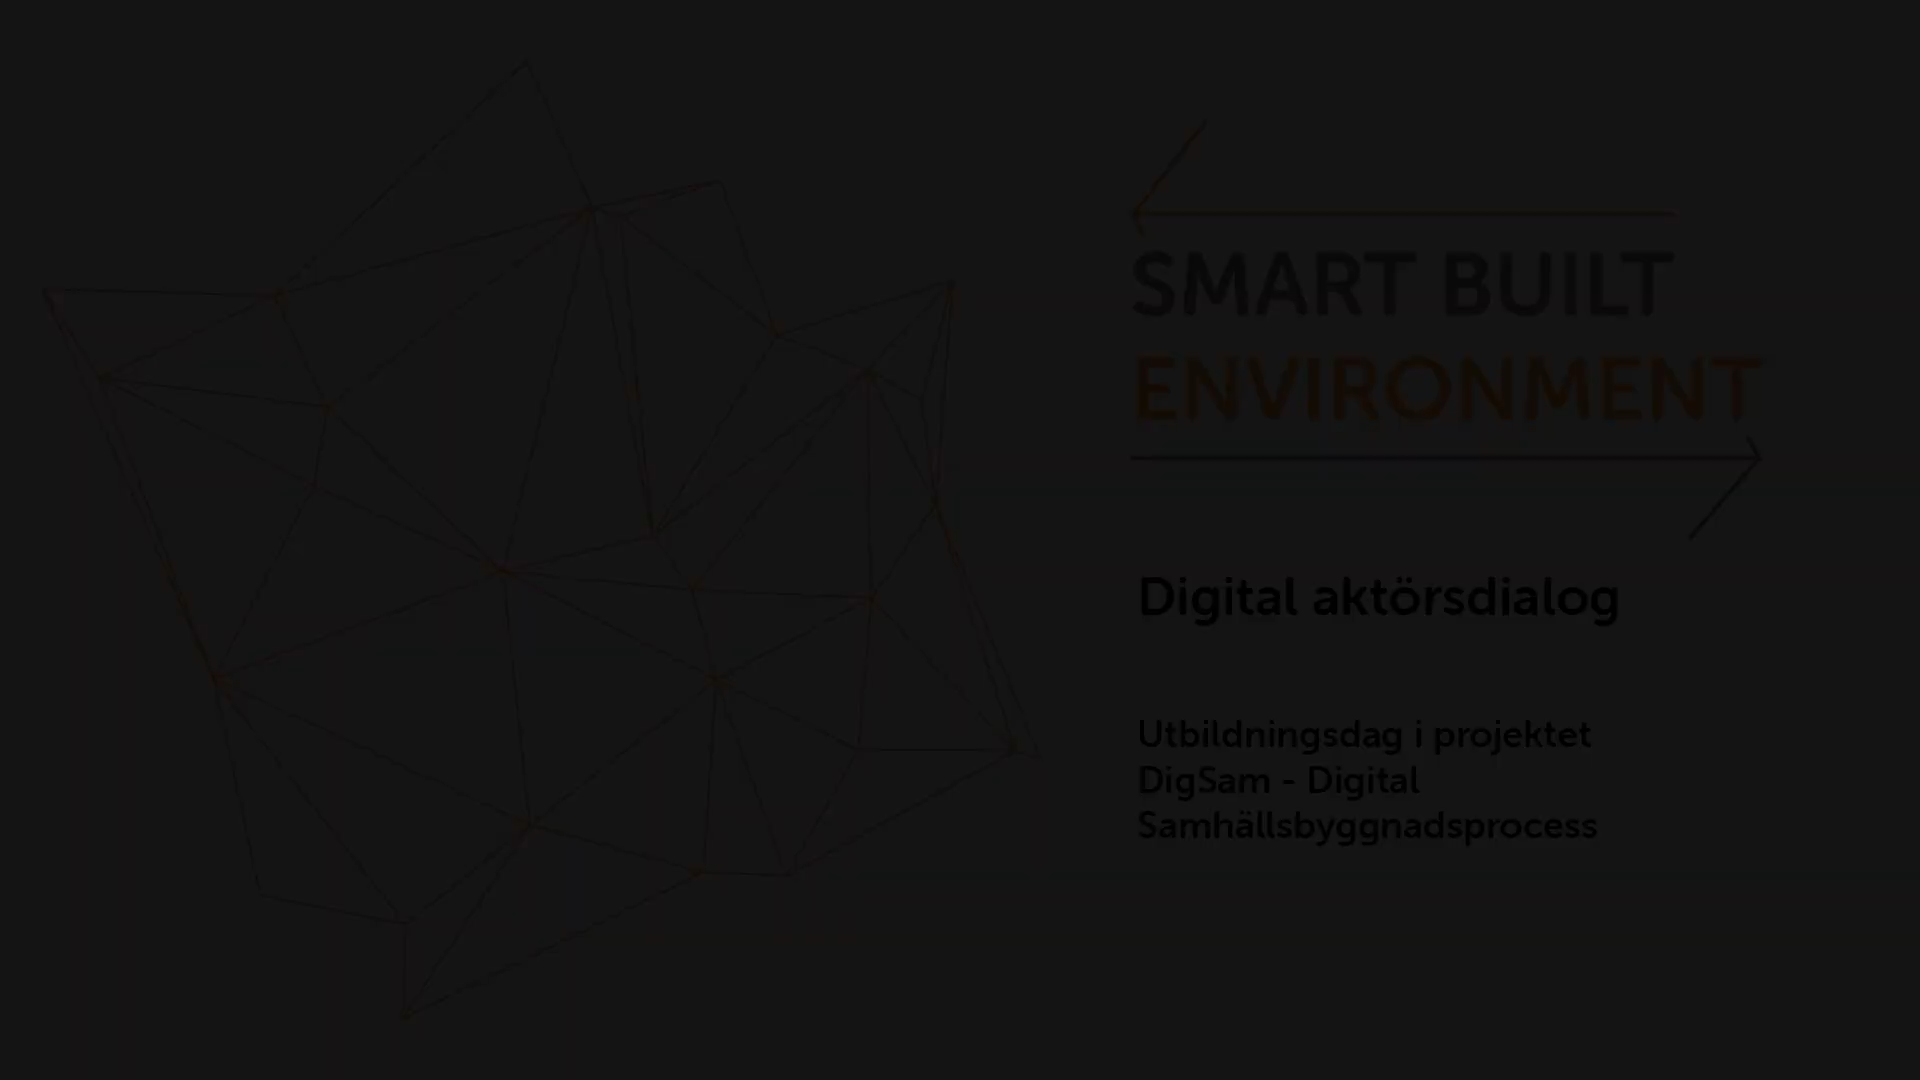 SMART BUILT
ENVIRONMENT
Digital aktörsdialog
Utbildningsdag i projektet
DigSam - Digital
Samhällsbyggnadsprocess